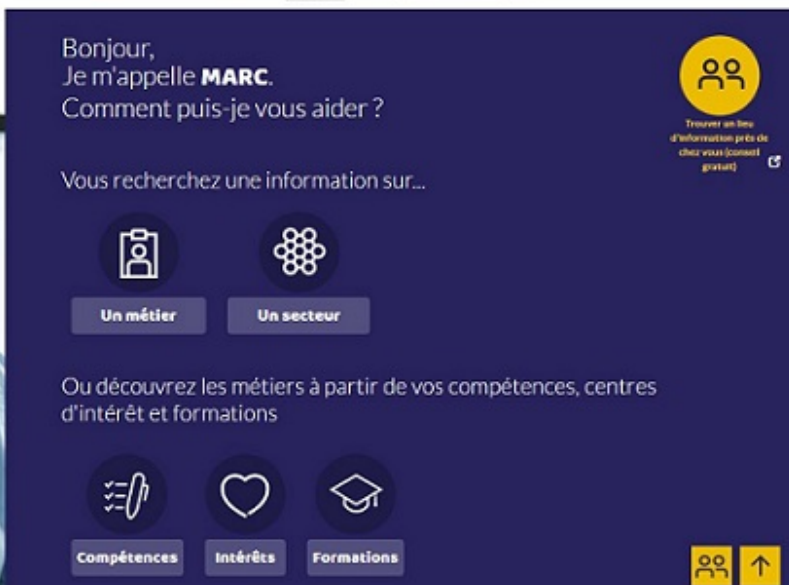 Bonjour,
Je m'appelle MARC.
Comment puis-je vous aider ?
Trouver un lieu
d'information près de
chez vous (conseil
gratuit)
Vous recherchez une information sur...
Un métier
Un secteur
Ou découvrez les métiers à partir de vos compétences, centres
d'intérêt et formations
Compétences
Intérêts
Formations